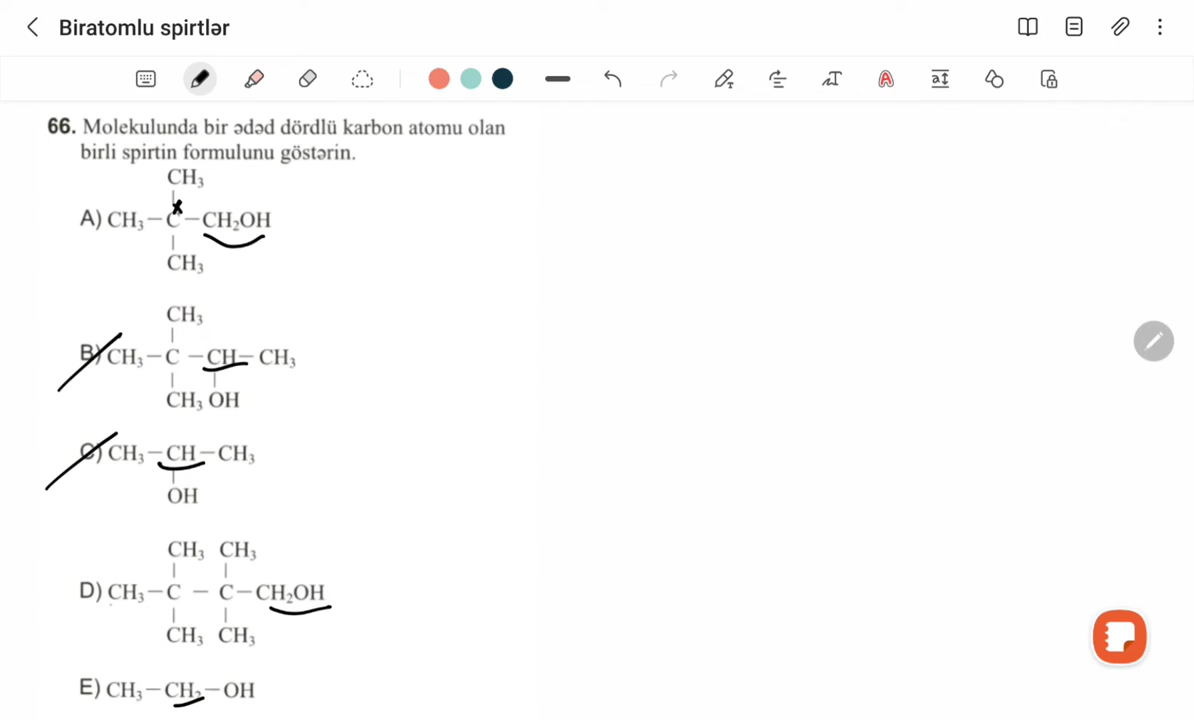 Biratomlu spirtlər
66. Molekulunda bir ədəd dördlü karbon atomu olan
birli spirtin formulunu göstərin.
CH₃
|
A) CH₃–C–CH₂OH
|
CH₃
CH₃
|
B) CH₃–C–CH–CH₃
| |
CH₃ OH
C) CH₃–CH–CH₃
|
OH
CH₃ CH₃
| |
D) CH₃–C – C–CH₂OH
| |
CH₃ CH₃
E) CH₃–CH₂–OH